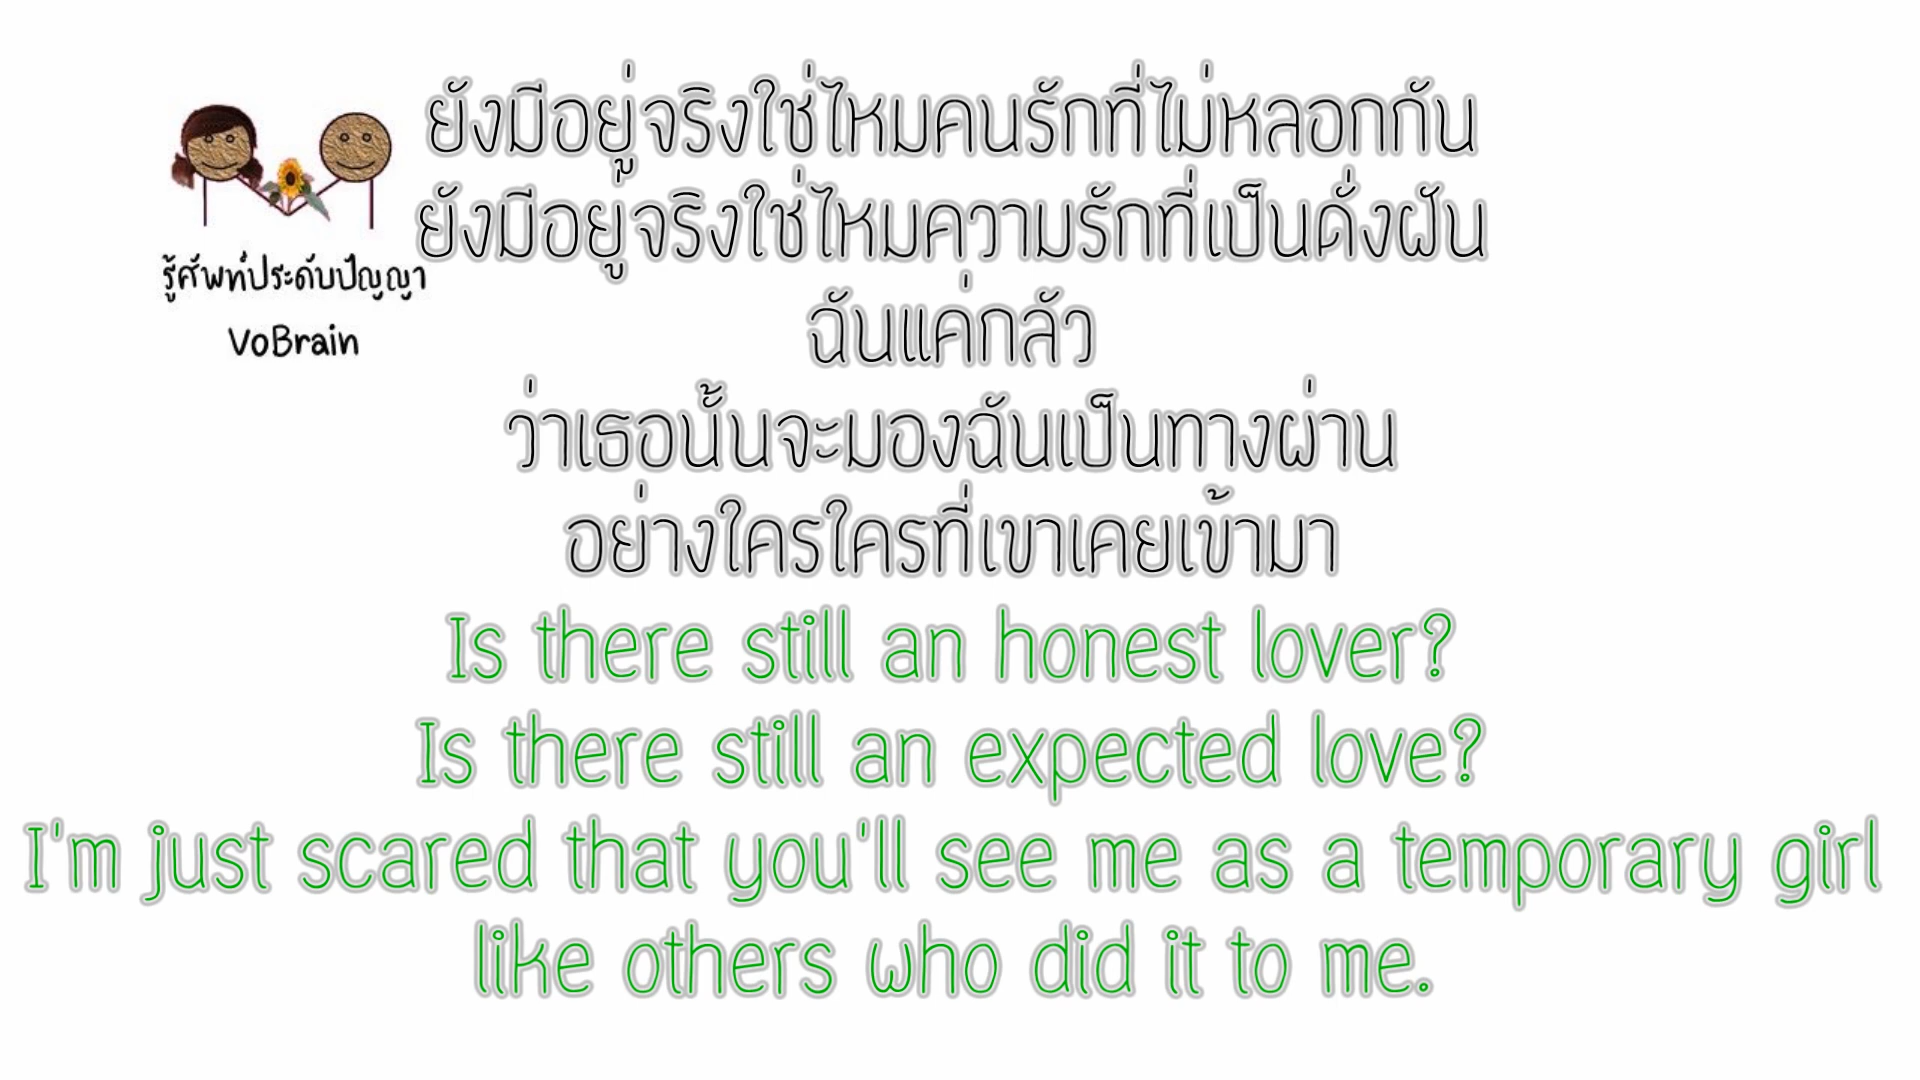 ยังมีอยู่จริงใช่ไหมคนรักที่ไม่หลอกกัน
ยังมีอยู่จริงใช่ไหมความรักที่เป็นดั่งฝัน
รู้ศัพท์ประดับปัญญา
VoBrain
ฉันแค่กลัว
ว่าเธอนั้นจะมองฉันเป็นทางผ่าน
อย่างใครใครที่เขาเคยเข้ามา
Is there still an honest lover?
Is there still an expected love?
I'm just scared that you'll see me as a temporary girl
like others who did it to me.